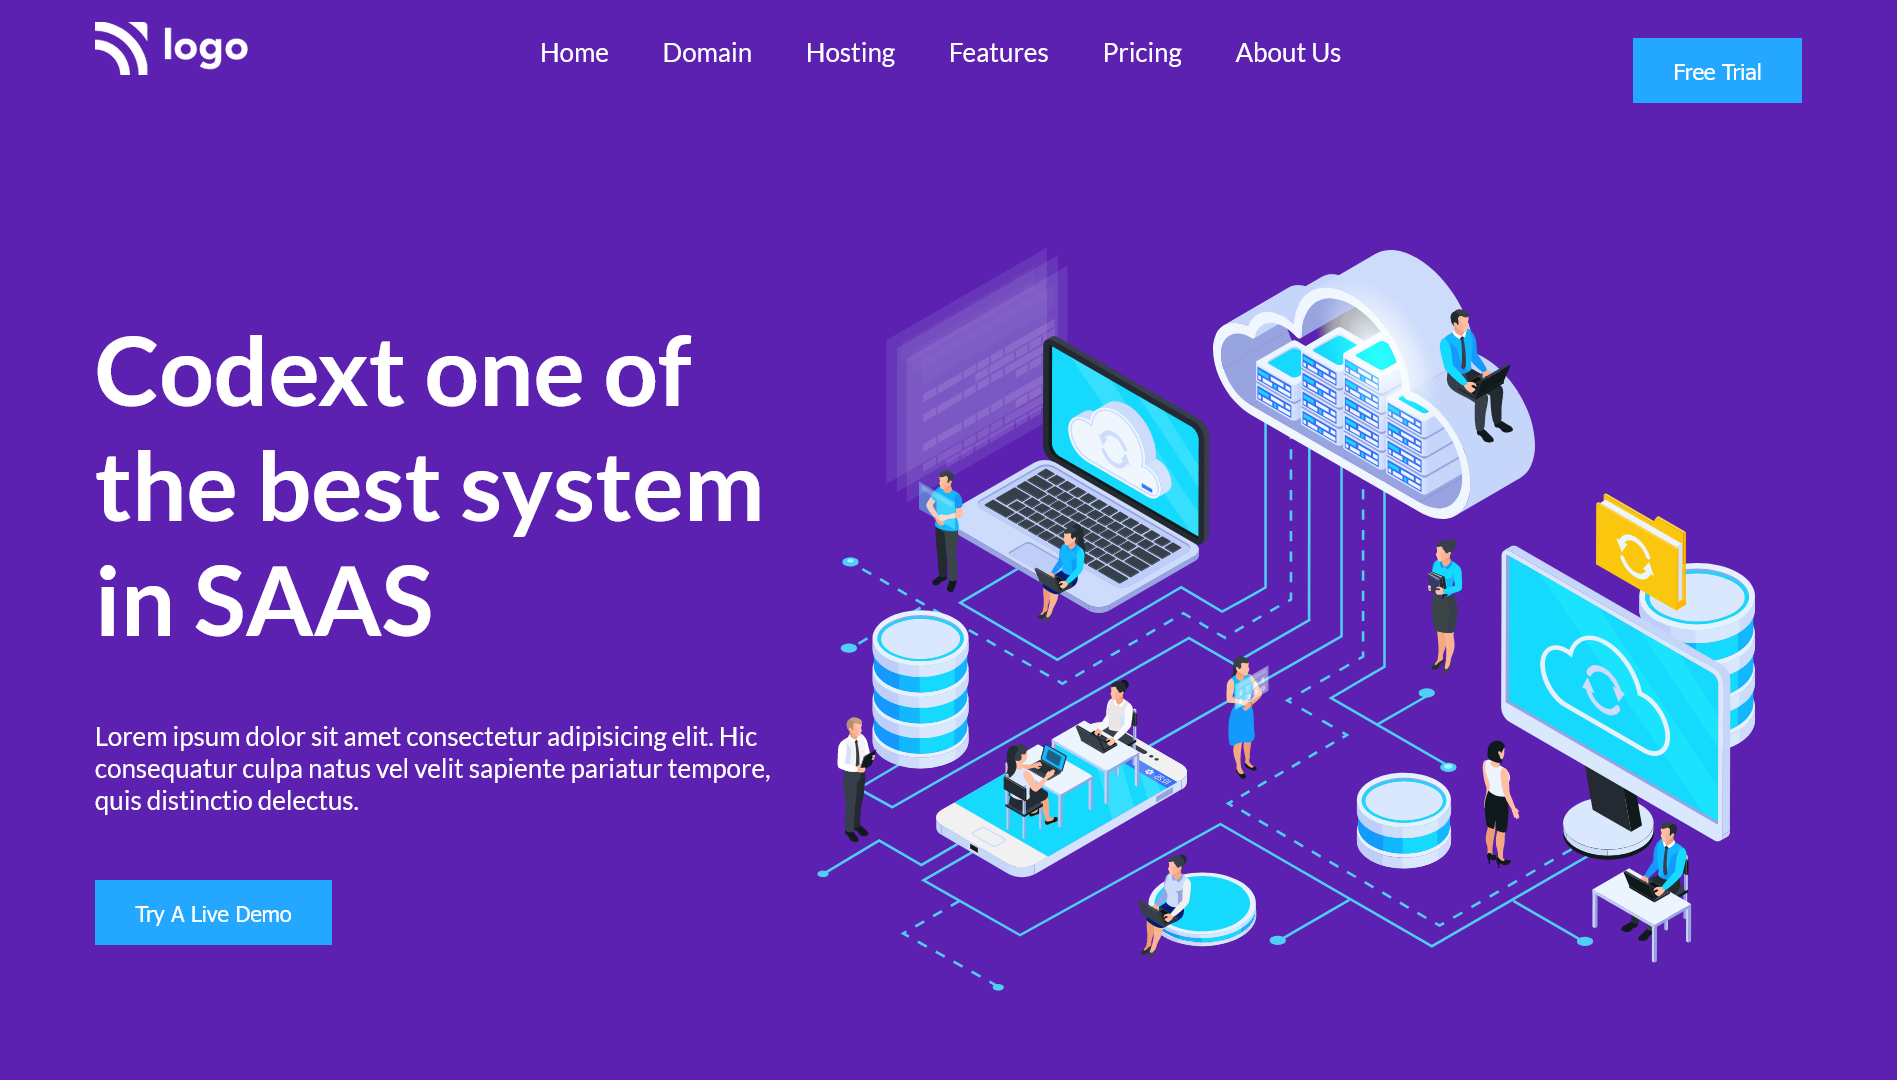 logo
Home
Domain
Hosting
Features
Pricing
About Us
Free Trial
Codext one of
the best system
in SAAS
Lorem ipsum dolor sit amet consectetur adipisicing elit. Hic
consequatur culpa natus vel velit sapiente pariatur tempore,
quis distinctio delectus.
Try A Live Demo